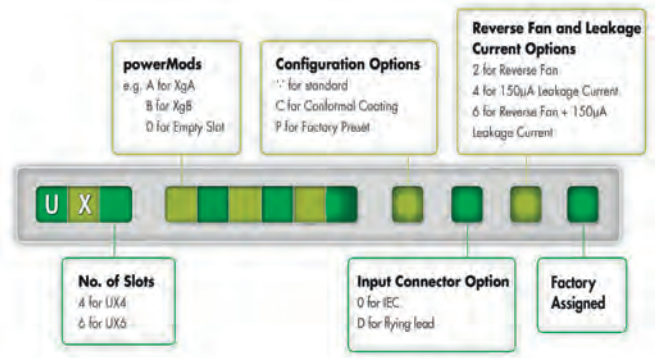 powerMods
e.g. A for XgA
B for XgB
0 for Empty Slot
Configuration Options
'-' for standard
C for Conformal Coating
P for Factory Preset
Reverse Fan and Leakage
Current Options
2 for Reverse Fan
4 for 150µA Leakage Current
6 for Reverse Fan + 150µA
Leakage Current
U X
No. of Slots
4 for UX4
6 for UX6
Input Connector Option
0 for IEC
D for flying lead
Factory
Assigned